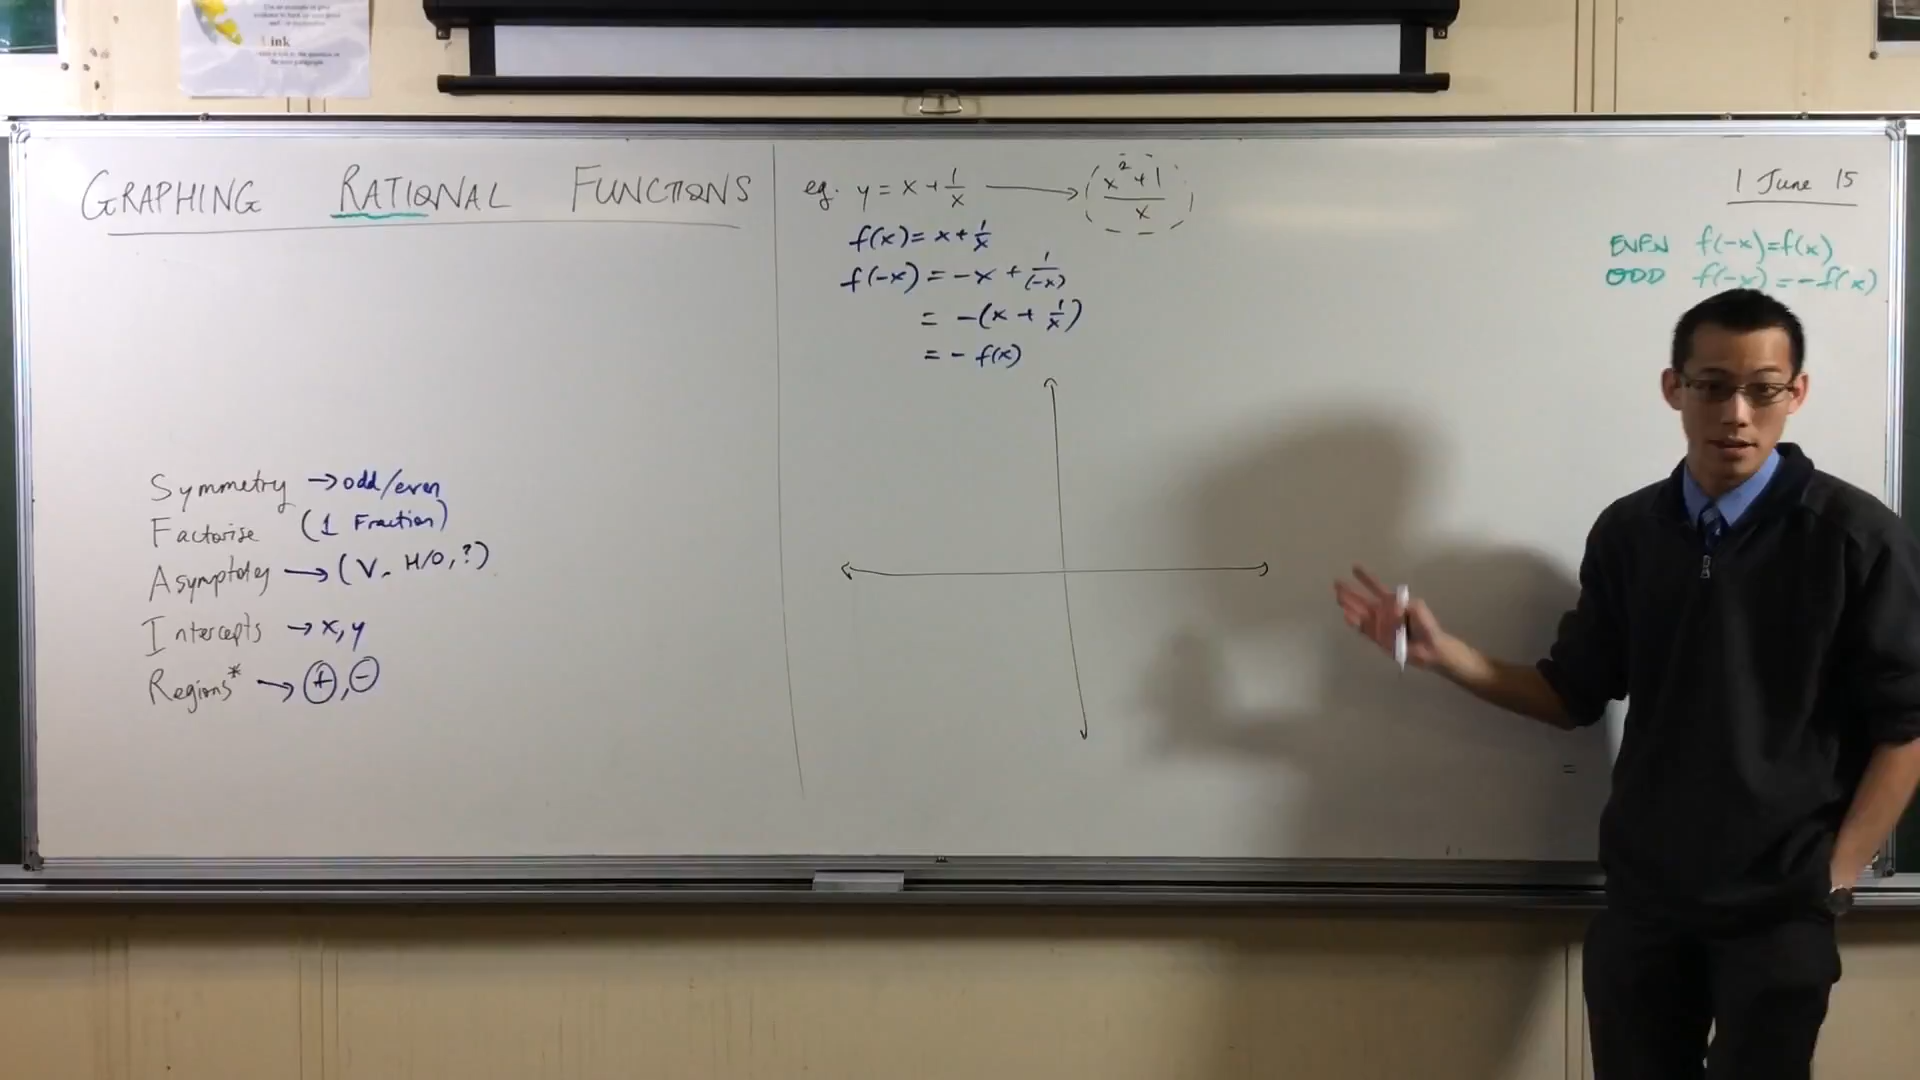 Link
GRAPHING RATIONAL FUNCTIONS
Symmetry → odd/even
Factorise (1 Fraction)
Asymptotes → (V, H/O, ?)
Intercepts → x, y
Regions* → ⊕, ⊖
eg. y = x + 1/x → (x² + 1)/x
f(x) = x + 1/x
f(-x) = -x + 1/(-x)
= -(x + 1/x)
= - f(x)
1 June 15
EVEN f(-x)=f(x)
ODD f(-x)=-f(x)
=